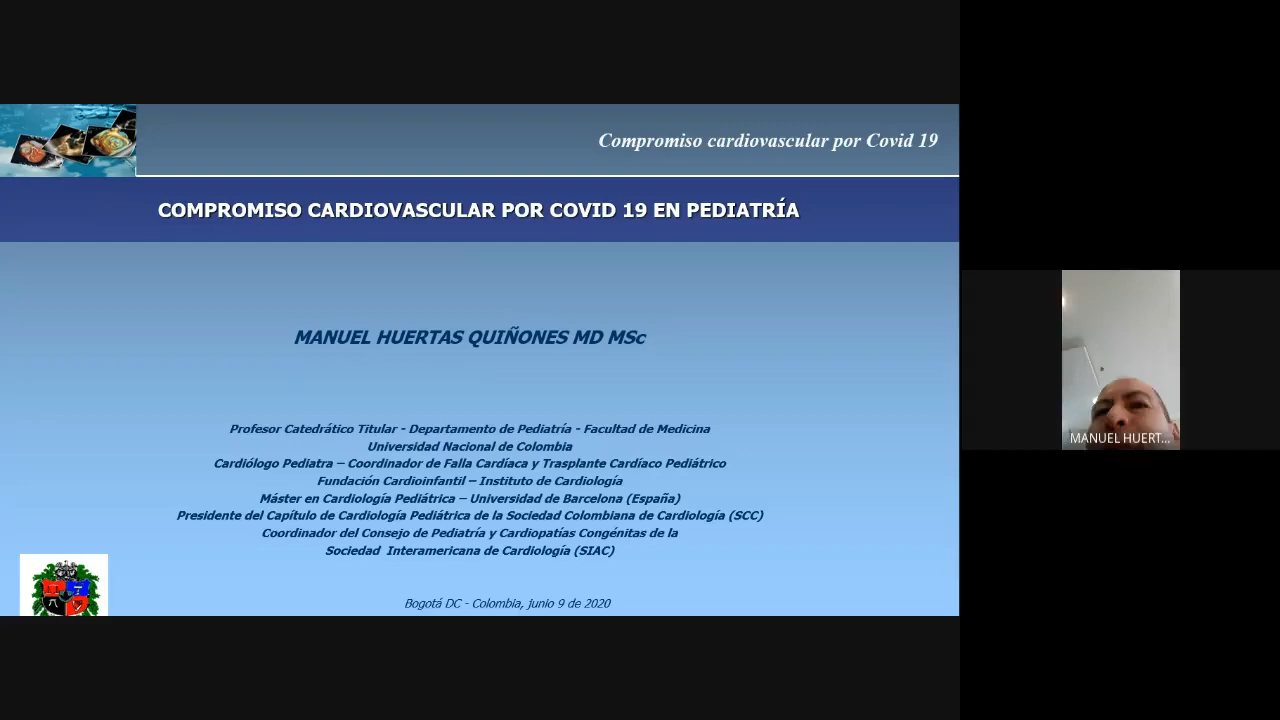 Compromiso cardiovascular por Covid 19
COMPROMISO CARDIOVASCULAR POR COVID 19 EN PEDIATRÍA
MANUEL HUERTAS QUIÑONES MD MSc
Profesor Catedrático Titular - Departamento de Pediatría - Facultad de Medicina
Universidad Nacional de Colombia
Cardiólogo Pediatra – Coordinador de Falla Cardíaca y Trasplante Cardíaco Pediátrico
Fundación Cardioinfantil – Instituto de Cardiología
Máster en Cardiología Pediátrica – Universidad de Barcelona (España)
Presidente del Capítulo de Cardiología Pediátrica de la Sociedad Colombiana de Cardiología (SCC)
Coordinador del Consejo de Pediatría y Cardiopatías Congénitas de la
Sociedad Interamericana de Cardiología (SIAC)
Bogotá DC - Colombia, junio 9 de 2020
MANUEL HUERT...